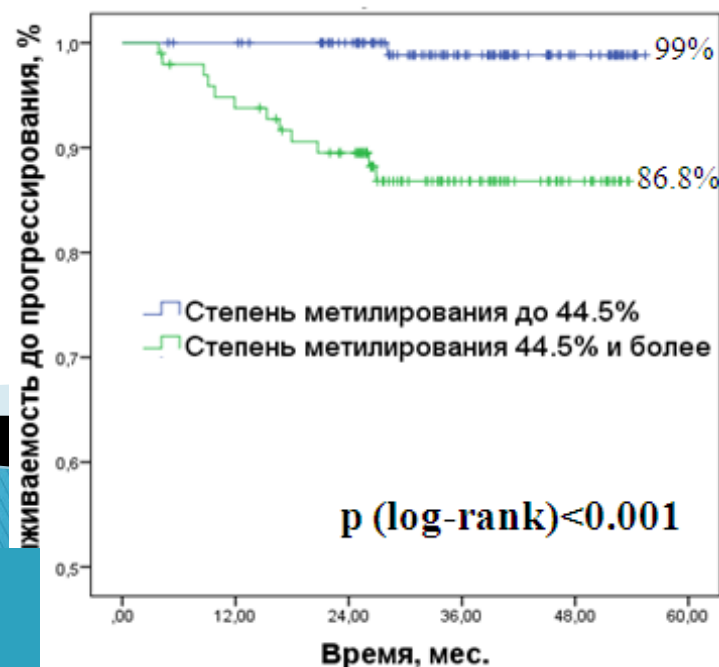 живаемость до прогрессирования, %
1,0
0,9
0,8
0,7
0,6
0,5
99%
86.8%
Степень метилирования до 44.5%
Степень метилирования 44.5% и более
p (log-rank)<0.001
,00 12,00 24,00 36,00 48,00 60,00
Время, мес.